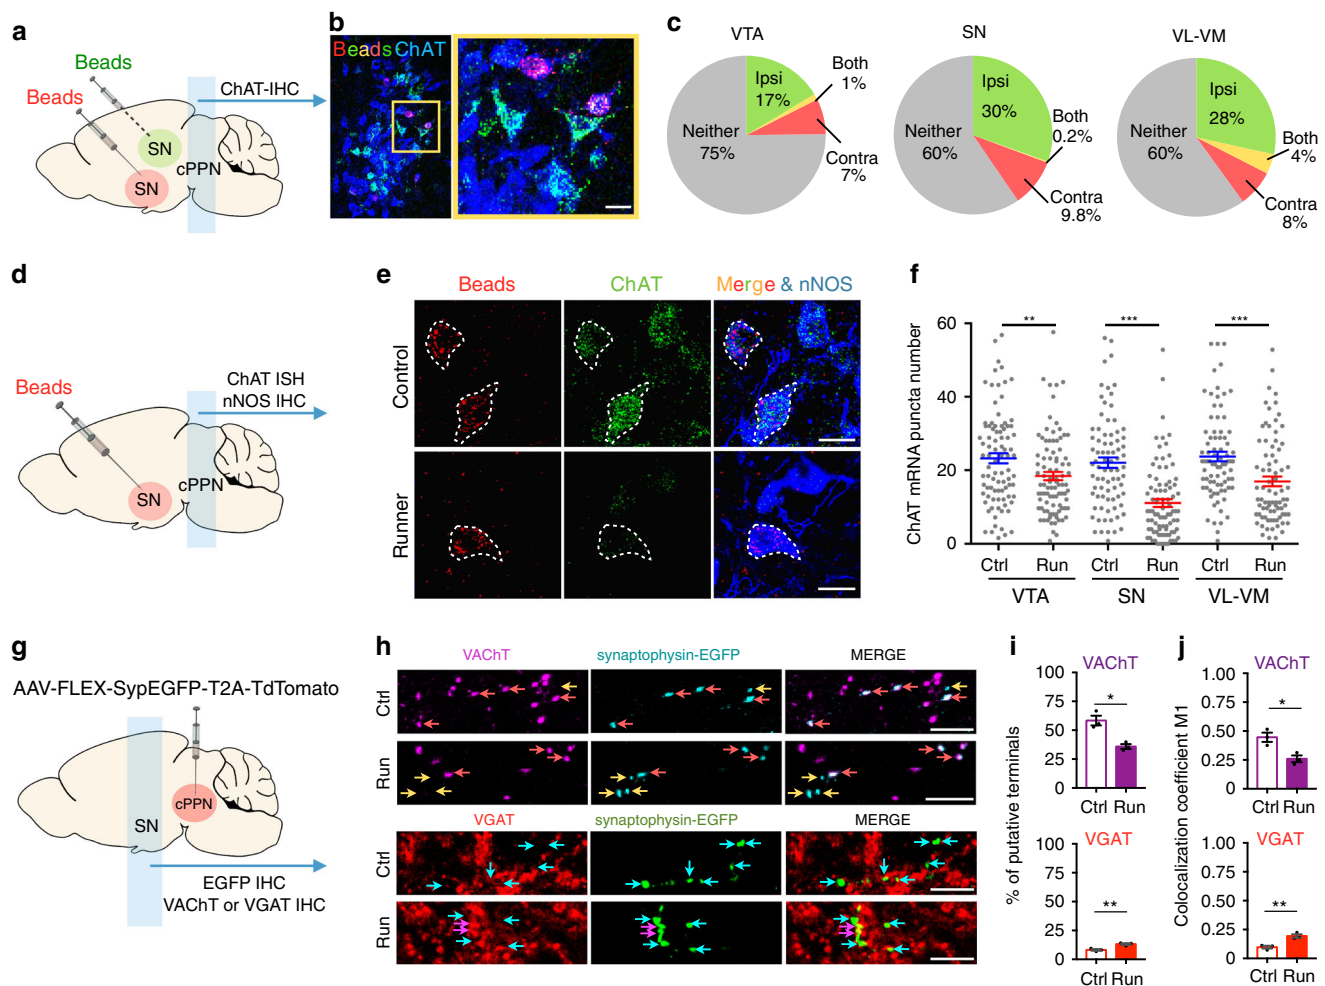 a
Beads
Beads
SN
SN
cPPN
ChAT-IHC
b
Beads ChAT
c
VTA
Ipsi
17%
Both
1%
Neither
75%
Contra
7%
SN
Ipsi
30%
Both
0.2%
Neither
60%
Contra
9.8%
VL-VM
Ipsi
28%
Both
4%
Neither
60%
Contra
8%
d
Beads
SN
cPPN
ChAT ISH
nNOS IHC
e
Beads
ChAT
Merge & nNOS
Control
Runner
f
ChAT mRNA puncta number
60
40
20
0
**
***
***
Ctrl Run Ctrl Run Ctrl Run
VTA SN VL-VM
g
AAV-FLEX-SypEGFP-T2A-TdTomato
SN
cPPN
EGFP IHC
VAChT or VGAT IHC
h
VAChT
synaptophysin-EGFP
MERGE
Ctrl
Run
VGAT
synaptophysin-EGFP
MERGE
Ctrl
Run
i
VAChT
% of putative terminals
100
75
50
25
0
*
Ctrl Run
VGAT
100
75
50
25
0
**
Ctrl Run
j
VAChT
Colocalization coefficient M1
1.00
0.75
0.50
0.25
0
*
Ctrl Run
VGAT
1.0
0.8
0.6
0.4
0.2
0
**
Ctrl Run